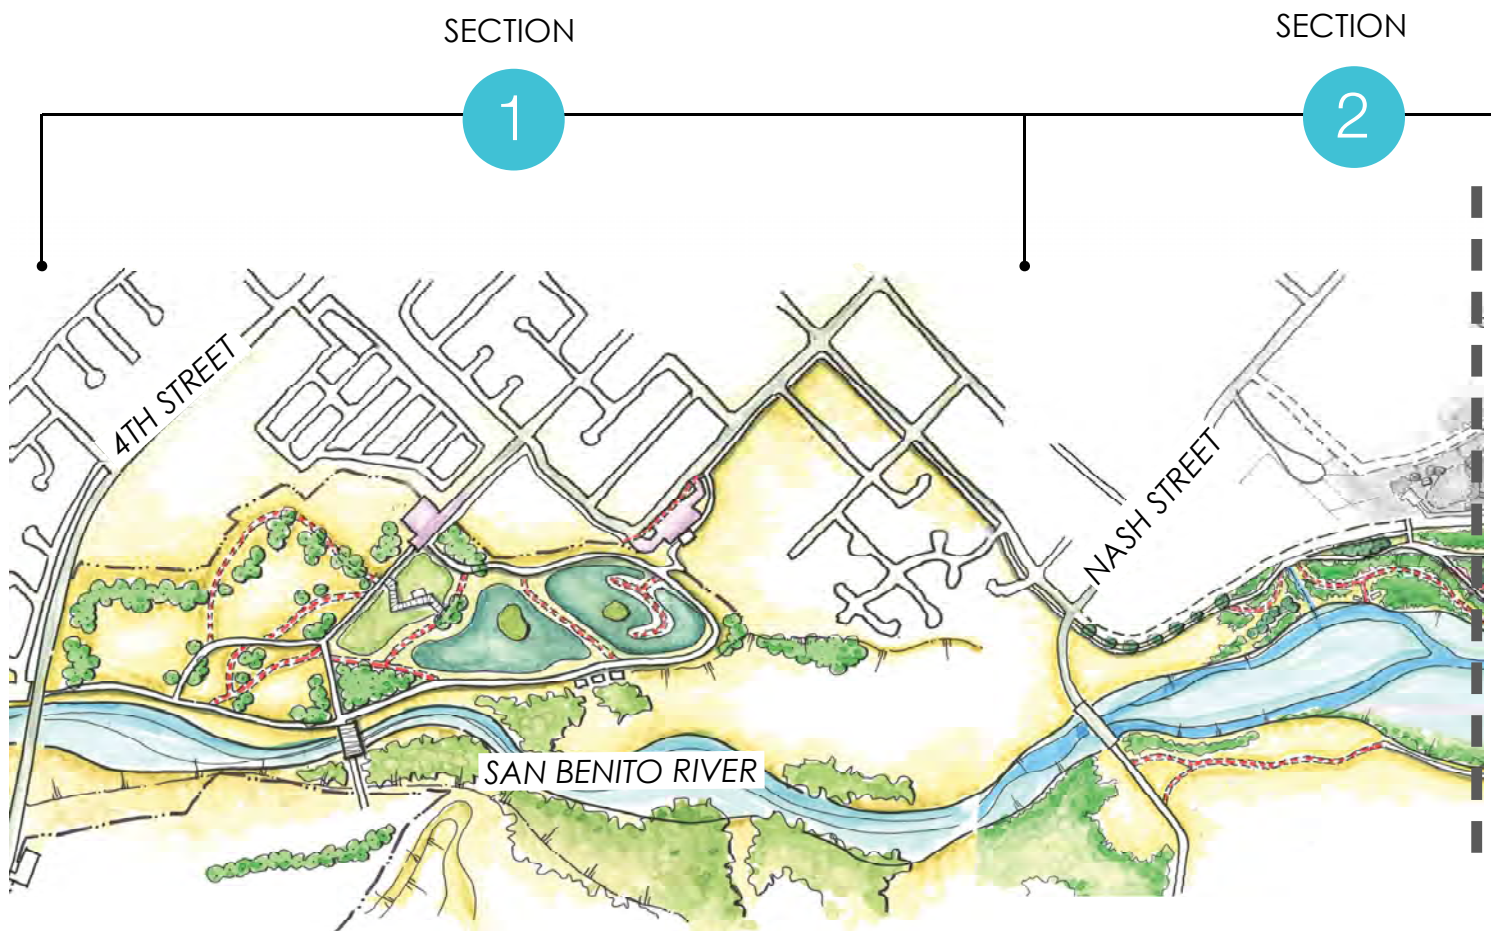 SECTION
1
SECTION
2
4TH STREET
NASH STREET
SAN BENITO RIVER